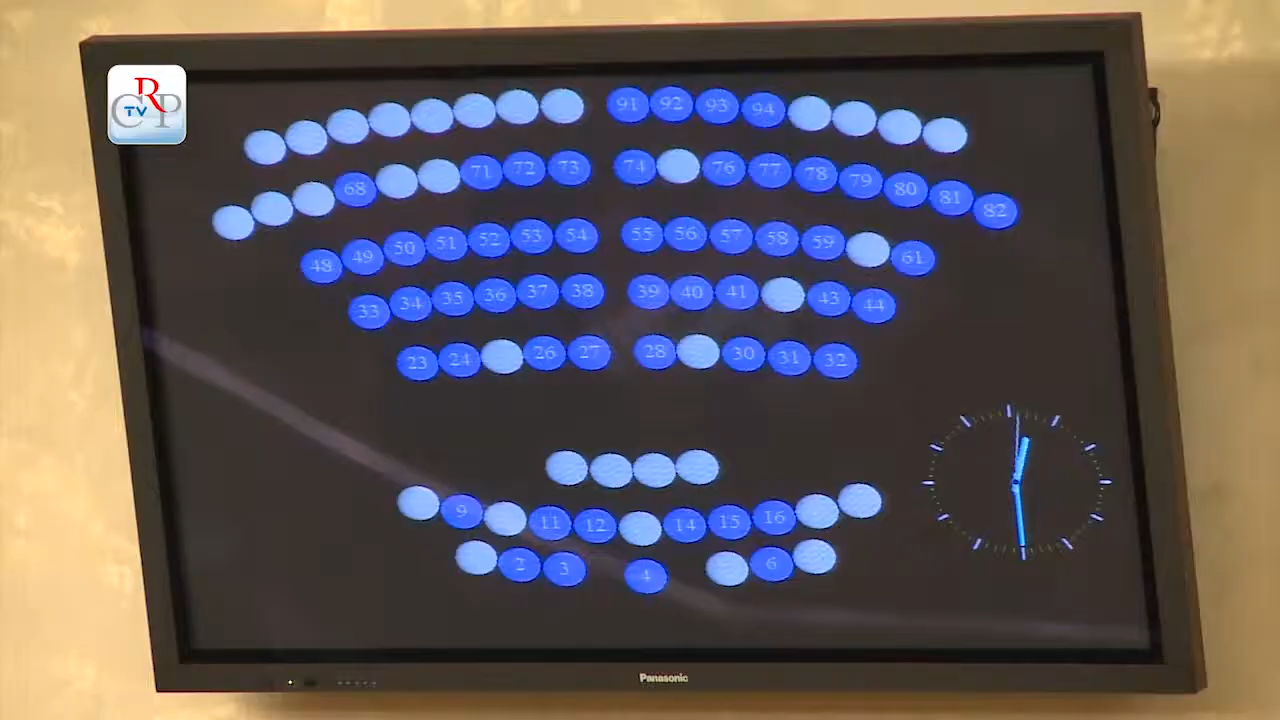 CRP
TV
91 92 93 94
68 71 72 73 74 76 77 78 79 80 81 82
48 49 50 51 52 53 54 55 56 57 58 59 61
33 34 35 36 37 38 39 40 41 43 44
23 24 26 27 28 30 31 32
9 11 12 14 15 16
2 3 4 6
Panasonic